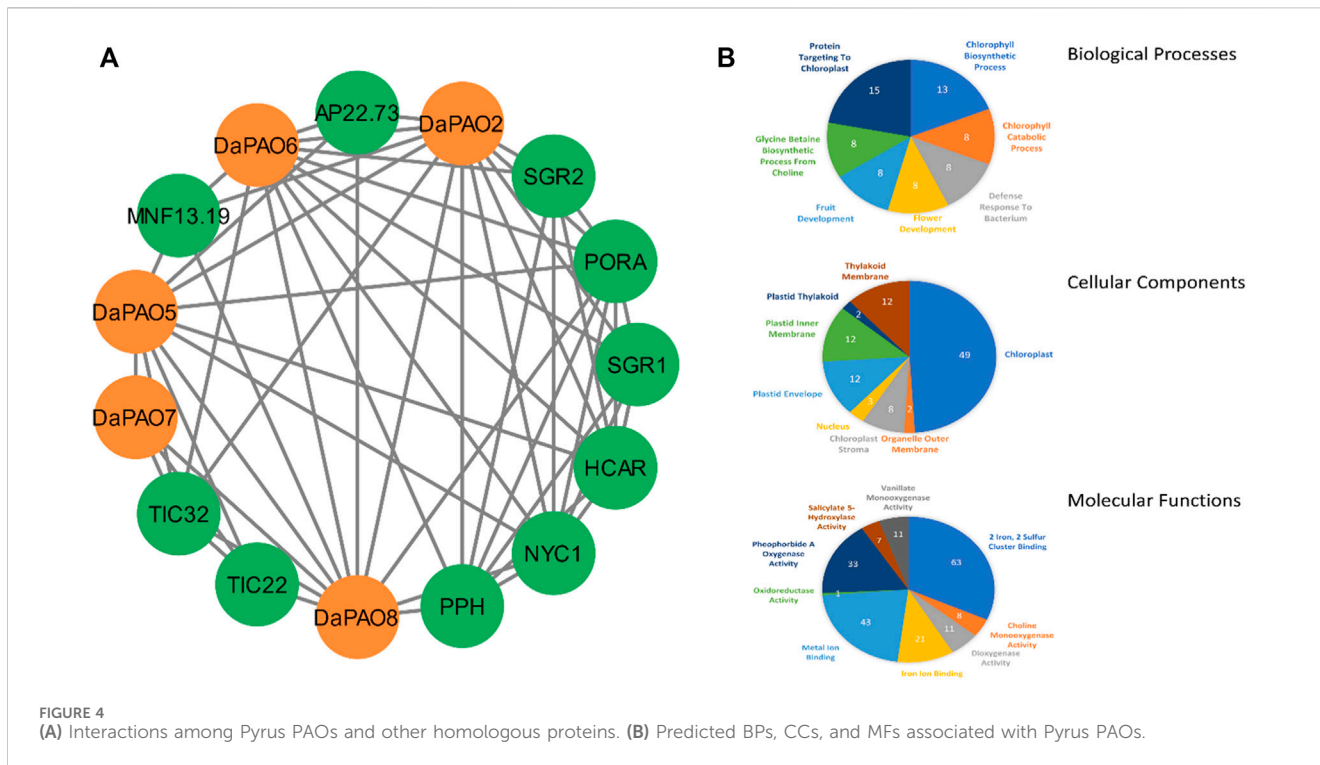 A
AP22.73
DaPAO2
DaPAO6
SGR2
MNF13.19
PORA
DaPAO5
SGR1
DaPAO7
HCAR
TIC32
NYC1
TIC22
PPH
DaPAO8
B
Biological Processes
Protein
Targeting To
Chloroplast
Chlorophyll
Biosynthetic
Process
15
13
Glycine Betaine
Biosynthetic
Process From
Choline
8
8
Chlorophyll
Catabolic
Process
8
8
8
Fruit
Development
Flower
Development
Defense
Response To
Bacterium
Cellular Components
Thylakoid
Membrane
Plastid Thylakoid
12
2
Plastid Inner
Membrane
12
49
Chloroplast
12
Plastid Envelope
3
8
2
Nucleus
Chloroplast
Stroma
Organelle Outer
Membrane
Molecular Functions
Vanillate
Monooxygenase
Activity
Salicylate 5-
Hydroxylase
Activity
7
11
Pheophorbide A
Oxygenase
Activity
33
63
2 Iron, 2 Sulfur
Cluster Binding
Oxidoreductase
Activity
1
8
Choline
Monooxygenase
Activity
43
21
11
Metal Ion
Binding
Iron Ion Binding
Dioxygenase
Activity
FIGURE 4
(A) Interactions among Pyrus PAOs and other homologous proteins. (B) Predicted BPs, CCs, and MFs associated with Pyrus PAOs.